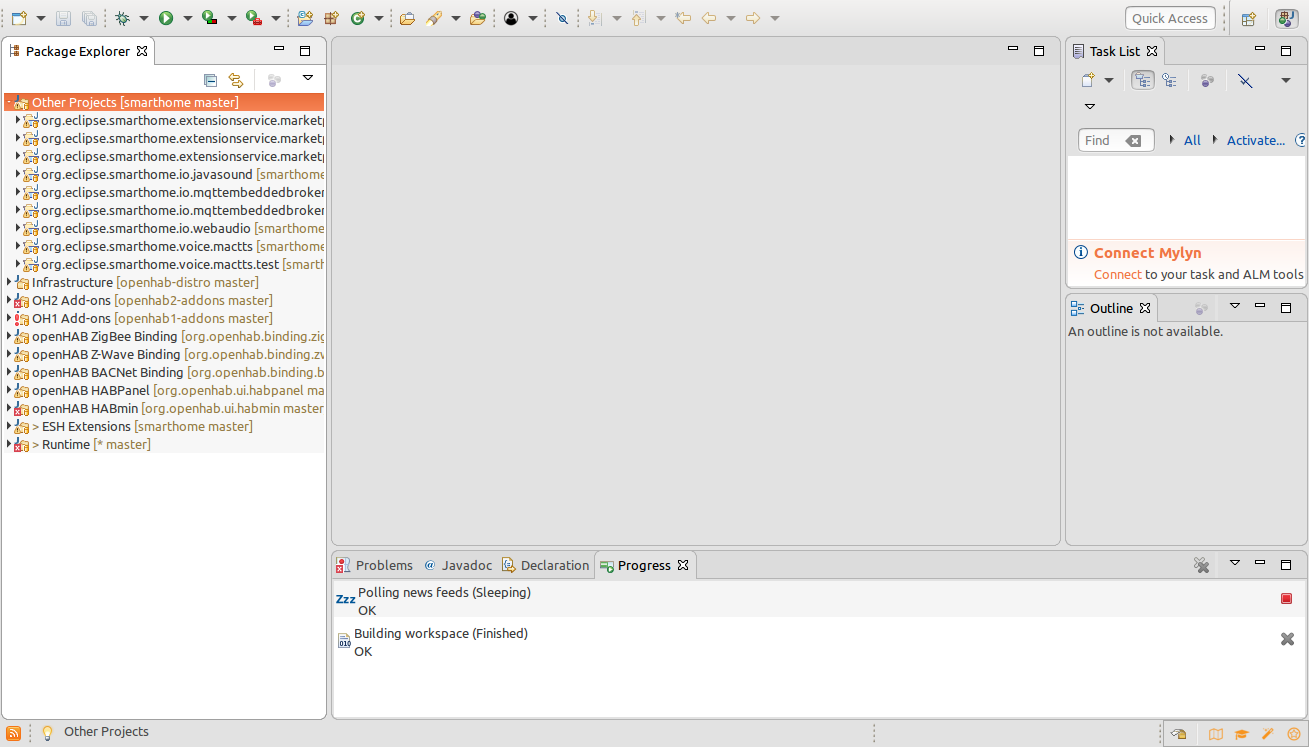 Quick Access
Package Explorer
Other Projects [smarthome master]
org.eclipse.smarthome.extensionservice.market
org.eclipse.smarthome.extensionservice.market
org.eclipse.smarthome.extensionservice.market
org.eclipse.smarthome.io.javasound [smarthome
org.eclipse.smarthome.io.mqttembeddedbroker
org.eclipse.smarthome.io.mqttembeddedbroker
org.eclipse.smarthome.io.webaudio [smarthome
org.eclipse.smarthome.voice.mactts [smarthome
org.eclipse.smarthome.voice.mactts.test [smarth
Infrastructure [openhab-distro master]
OH2 Add-ons [openhab2-addons master]
OH1 Add-ons [openhab1-addons master]
openHAB ZigBee Binding [org.openhab.binding.zig
openHAB Z-Wave Binding [org.openhab.binding.zv
openHAB BACNet Binding [org.openhab.binding.b
openHAB HABPanel [org.openhab.ui.habpanel ma
openHAB HABmin [org.openhab.ui.habmin master
> ESH Extensions [smarthome master]
> Runtime [* master]
Task List
Find
All
Activate...
Connect Mylyn
Connect to your task and ALM tools
Outline
An outline is not available.
Problems
@ Javadoc
Declaration
Progress
Zzz Polling news feeds (Sleeping)
OK
010 Building workspace (Finished)
OK
Other Projects